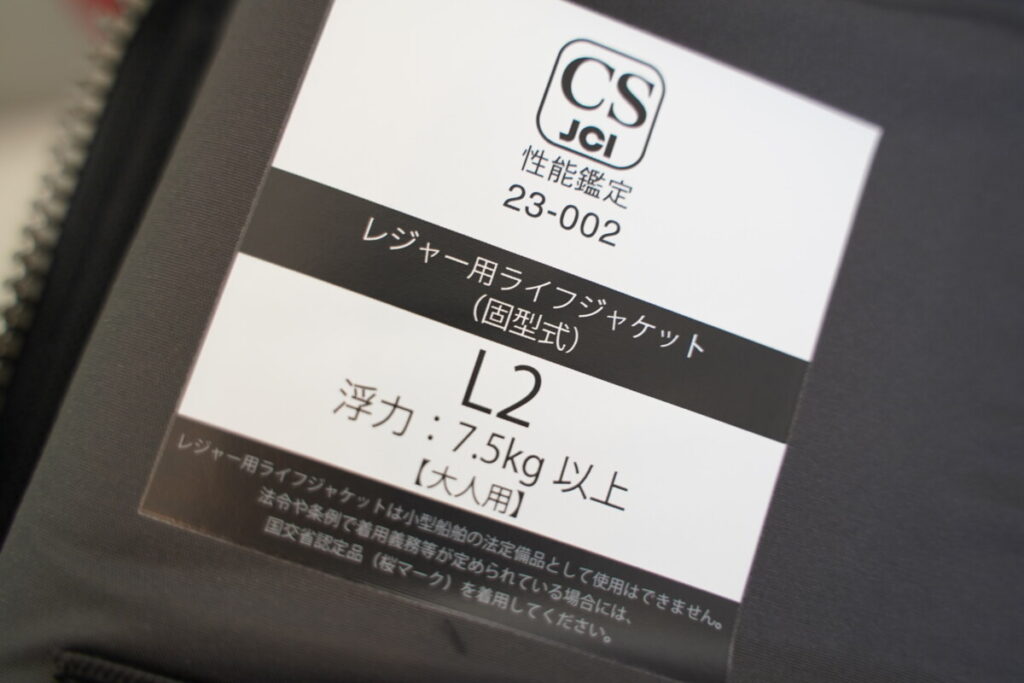 CS
JCI
性能鑑定
23-002
レジャー用ライフジャケット
(固型式)
L2
浮力：7.5kg 以上
【大人用】
レジャー用ライフジャケットは小型船舶の法定備品として使用はできません。
法令や条例で着用義務等が定められている場合には、
国交省認定品（桜マーク）を着用してください。